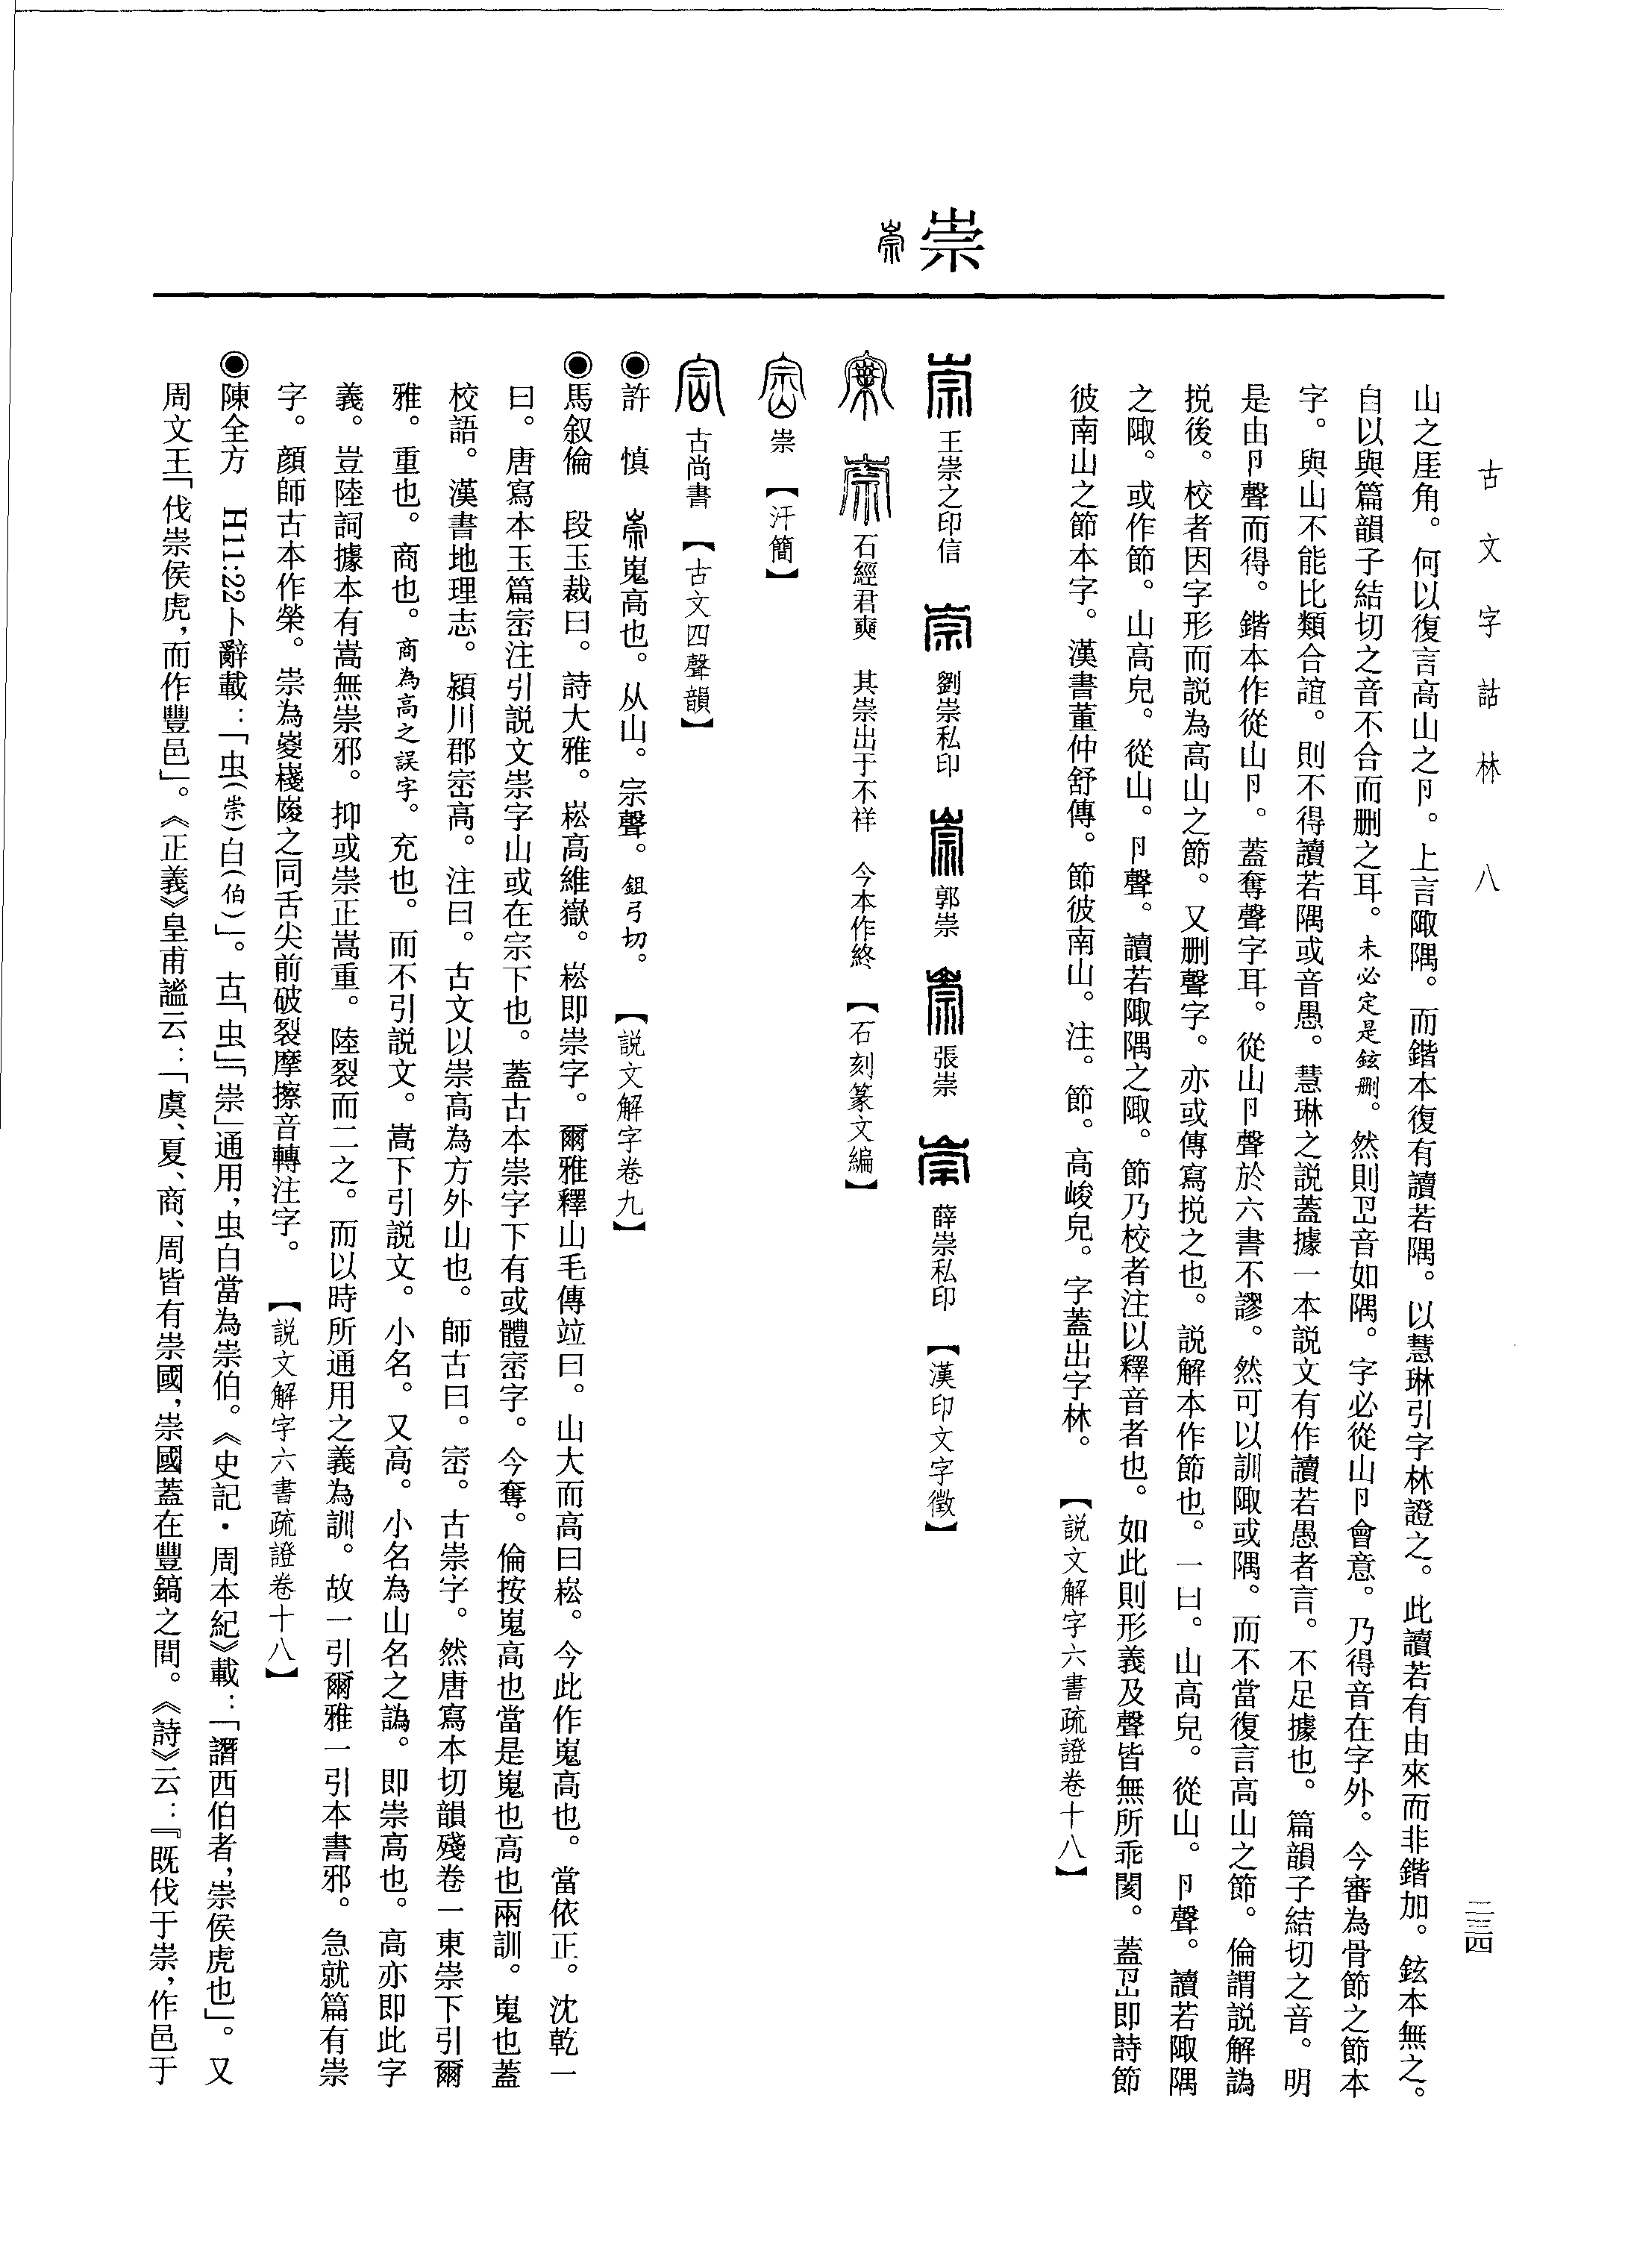 古文字詁林 八
二三四
崇
山之厓角。何以復言高山之卪。上言陬隅。而鍇本復有讀若隅。以慧琳引字林證之。此讀若有由來而非鍇加。鉉本無之。
自以與篇韻子結切之音不合而刪之耳。未必定是鉉刪。然則岊音如隅。字必從山卪會意。乃得音在字外。今審為骨節之節本
字。與山不能比類合誼。則不得讀若隅或音愚。慧琳之説蓋據一本説文有作讀若愚者言。不足據也。篇韻子結切之音。明
是由卪聲而得。鍇本作從山卪。蓋奪聲字耳。從山卪聲於六書不謬。然可以訓陬或隅。而不當復言高山之節。倫謂説解譌
捝後。校者因字形而説為高山之節。又刪聲字。亦或傳寫捝之也。説解本作節也。一曰。山高皃。從山。卪聲。讀若陬隅
之陬。或作節。山高皃。從山。卪聲。讀若陬隅之陬。節乃校者注以釋音者也。如此則形義及聲皆無所乖閡。蓋岊即詩節
彼南山之節本字。漢書董仲舒傳。節彼南山。注。節。高峻皃。字蓋出字林。 【説文解字六書疏證卷十八】
王崇之印信 劉崇私印 郭崇 張崇 薛崇私印 【漢印文字徵】
石經君奭 其崇出于不祥 今本作終 【石刻篆文編】
崇 【汗簡】
古尚書 【古文四聲韻】
◉許 慎 嵬高也。从山。宗聲。鉏弓切。 【説文解字卷九】
◉馬叙倫 段玉裁曰。詩大雅。崧高維嶽。崧即崇字。爾雅釋山毛傳竝曰。山大而高曰崧。今此作嵬高也。當依正。沈乾一
曰。唐寫本玉篇崈注引説文崇字山或在宗下也。蓋古本崇字下有或體崈字。今奪。倫按嵬高也當是嵬也高也兩訓。嵬也蓋
校語。漢書地理志。潁川郡崈高。注曰。古文以崇高為方外山也。師古曰。崈。古崇字。然唐寫本切韻殘卷一東崇下引爾
雅。重也。商也。商為高之誤字。充也。而不引説文。嵩下引説文。小名。又高。小名為山名之譌。即崇高也。高亦即此字
義。豈陸詞據本有嵩無崇邪。抑或崇正嵩重。陸裂而二之。而以時所通用之義為訓。故一引爾雅一引本書邪。急就篇有崇
字。顔師古本作榮。崇為嵏嶘陖之同舌尖前破裂摩擦音轉注字。 【説文解字六書疏證卷十八】
◉陳全方 H11:22卜辭載：「虫（崇）白（伯）」。古「虫」「崇」通用，虫白當為崇伯。《史記·周本紀》載：「譖西伯者，崇侯虎也」。又
周文王「伐崇侯虎，而作豐邑」。《正義》皇甫謐云：「虞、夏、商、周皆有崇國，崇國蓋在豐鎬之間。《詩》云：『既伐于崇，作邑于